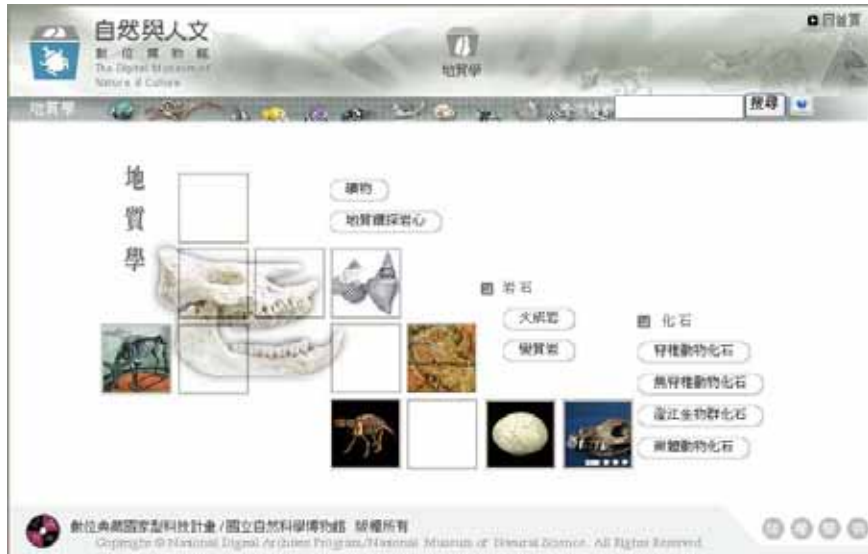 自然與人文
數位博物館
The Digital Museum of
Nature & Culture
地質學
回首頁
地質學
搜尋
地質學
礦物
地質鑽探岩心
岩石
火成岩
變質岩
化石
脊椎動物化石
無脊椎動物化石
澄江生物群化石
軟體動物化石
數位典藏國家型科技計畫/國立自然科學博物館 版權所有
Copyright © National Digital Archives Program/National Museum of Natural Science. All Rights Reserved.